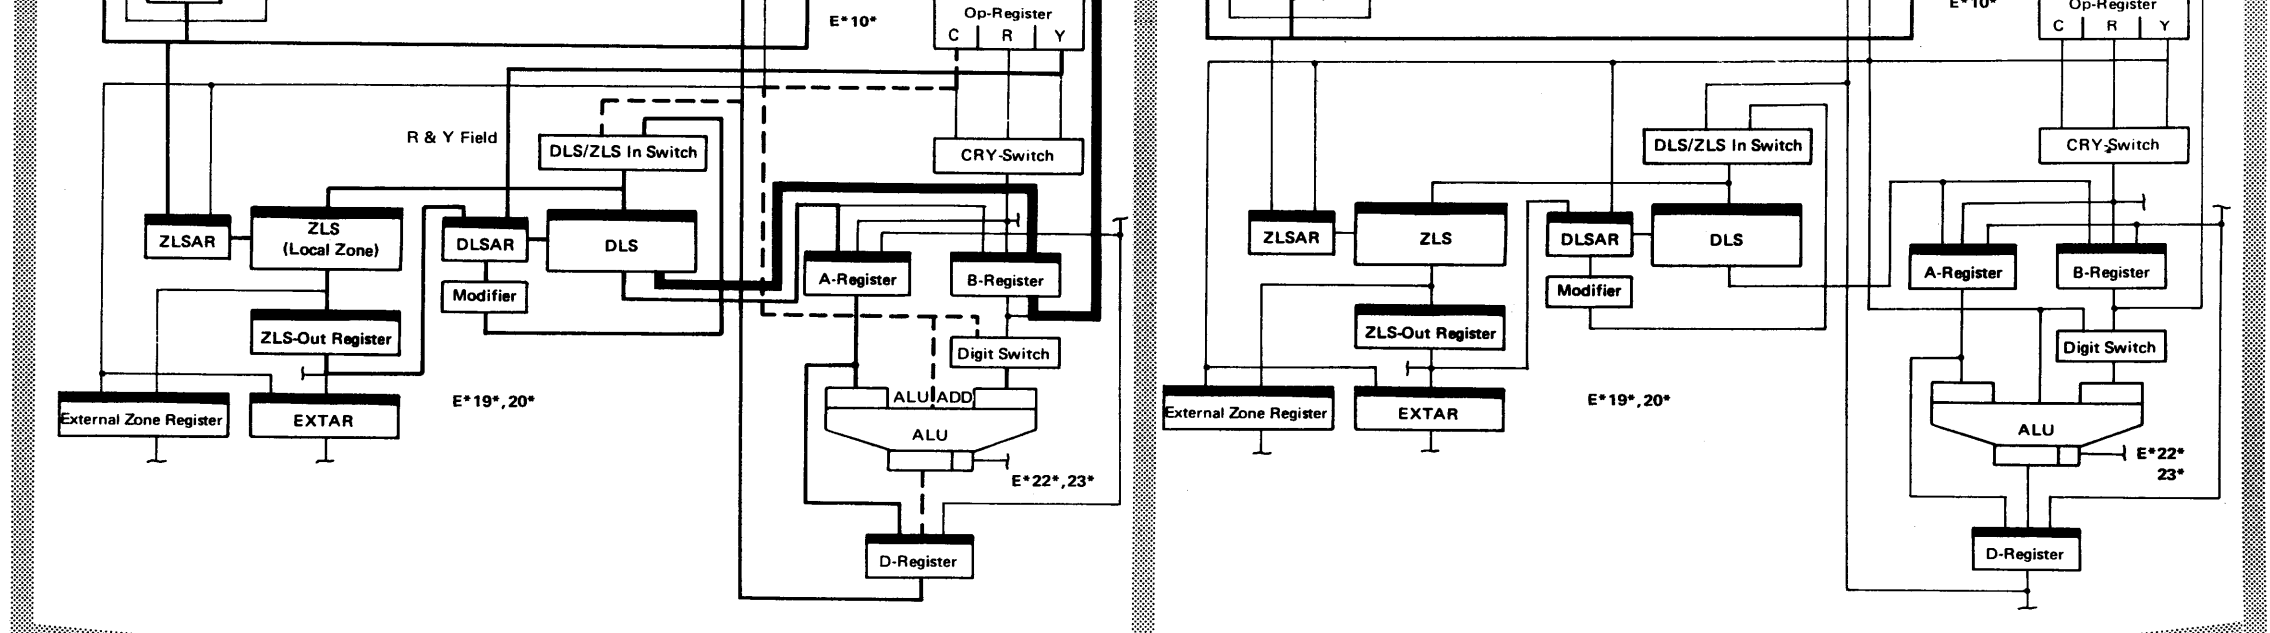 E*10*
Op-Register
C R Y
R & Y Field
DLS/ZLS In Switch
CRY-Switch
ZLSAR
ZLS
(Local Zone)
DLSAR
DLS
Modifier
A-Register
B-Register
ZLS-Out Register
Digit Switch
External Zone Register
EXTAR
E*19*, 20*
ALU ADD
ALU
E*22*, 23*
D-Register
E*10*
Op-Register
C R Y
DLS/ZLS In Switch
CRY-Switch
ZLSAR
ZLS
DLSAR
DLS
Modifier
A-Register
B-Register
ZLS-Out Register
Digit Switch
External Zone Register
EXTAR
E*19*, 20*
ALU
E*22*
23*
D-Register